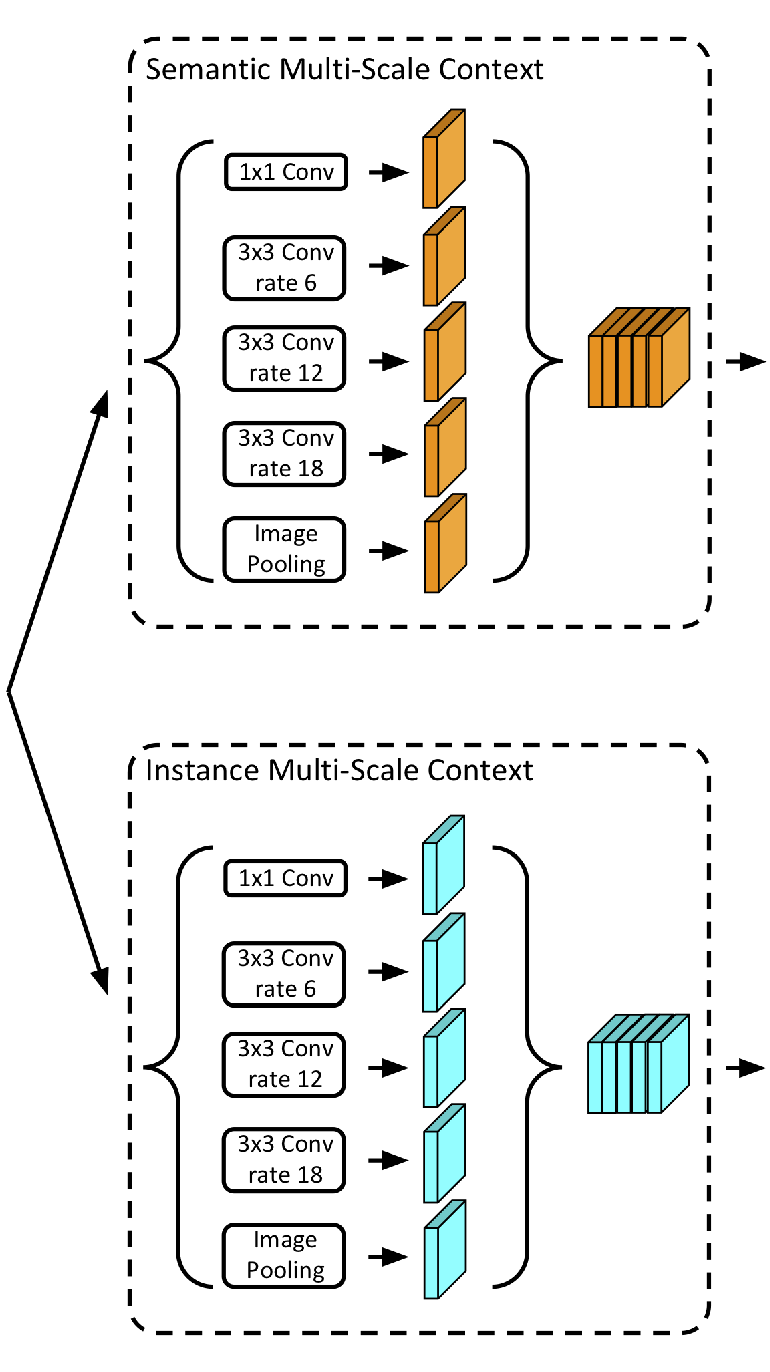 Semantic Multi-Scale Context
1x1 Conv
3x3 Conv
rate 6
3x3 Conv
rate 12
3x3 Conv
rate 18
Image
Pooling
Instance Multi-Scale Context
1x1 Conv
3x3 Conv
rate 6
3x3 Conv
rate 12
3x3 Conv
rate 18
Image
Pooling